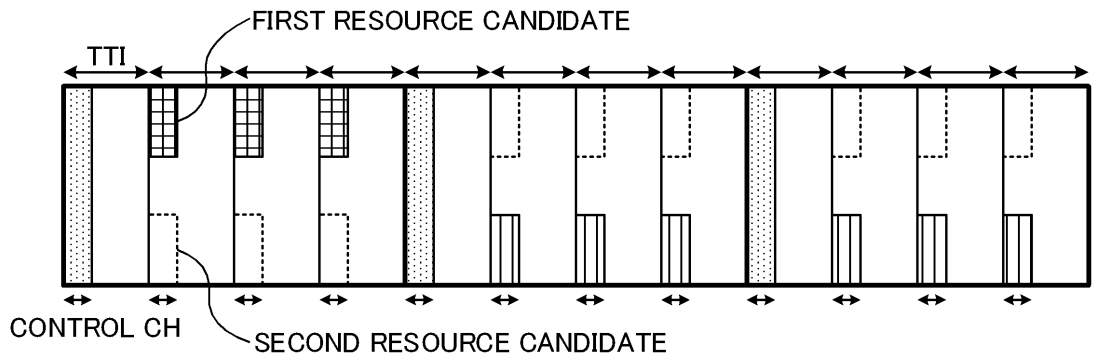 FIRST RESOURCE CANDIDATE
TTI
CONTROL CH
SECOND RESOURCE CANDIDATE